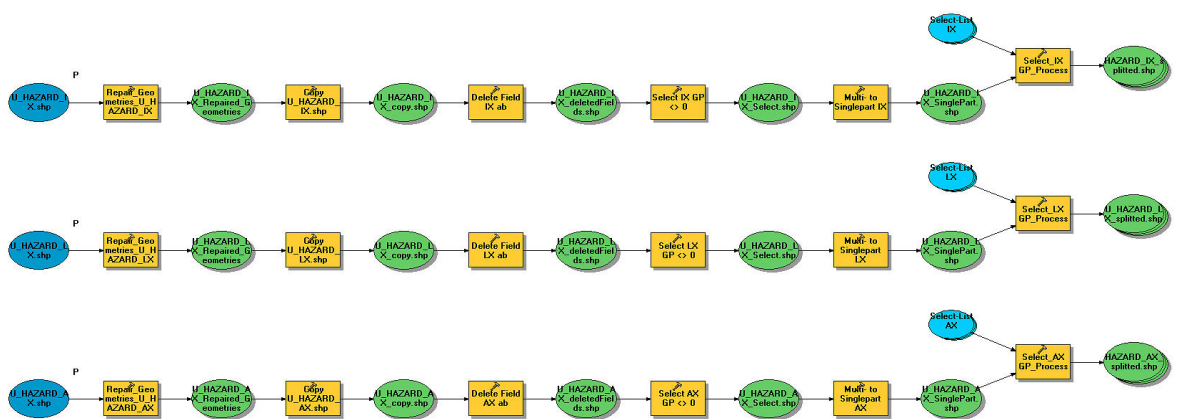 Select-List
IX
P
U_HAZARD_I
X.shp
Repair_Geo
metries_U_H
AZARD_IX
U_HAZARD_I
X_Repaired_G
eometries
Copy
U_HAZARD_
IX.shp
U_HAZARD_I
X_copy.shp
Delete Field
IX ab
U_HAZARD_I
X_deletedFiel
ds.shp
Select IX GP
<> 0
U_HAZARD_I
X_Select.shp
Multi- to
Singlepart IX
U_HAZARD_I
X_SinglePart.
shp
Select_IX
GP_Process
HAZARD_IX_s
plitted.shp
Select-List
LX
P
U_HAZARD_L
X.shp
Repair_Geo
metries_U_H
AZARD_LX
U_HAZARD_L
X_Repaired_G
eometries
Copy
U_HAZARD_
LX.shp
U_HAZARD_L
X_copy.shp
Delete Field
LX ab
U_HAZARD_L
X_deletedFiel
ds.shp
Select LX
GP <> 0
U_HAZARD_L
X_Select.shp
Multi- to
Singlepart
LX
U_HAZARD_L
X_SinglePart.
shp
Select_LX
GP_Process
U_HAZARD_L
X_splitted.shp
Select-List
AX
P
U_HAZARD_A
X.shp
Repair_Geo
metries_U_H
AZARD_AX
U_HAZARD_A
X_Repaired_G
eometries
Copy
U_HAZARD_
AX.shp
U_HAZARD_A
X_copy.shp
Delete Field
AX ab
U_HAZARD_A
X_deletedFiel
ds.shp
Select AX
GP <> 0
U_HAZARD_A
X_Select.shp
Multi- to
Singlepart
AX
U_HAZARD_A
X_SinglePart.
shp
Select_AX
GP_Process
HAZARD_AX_
splitted.shp